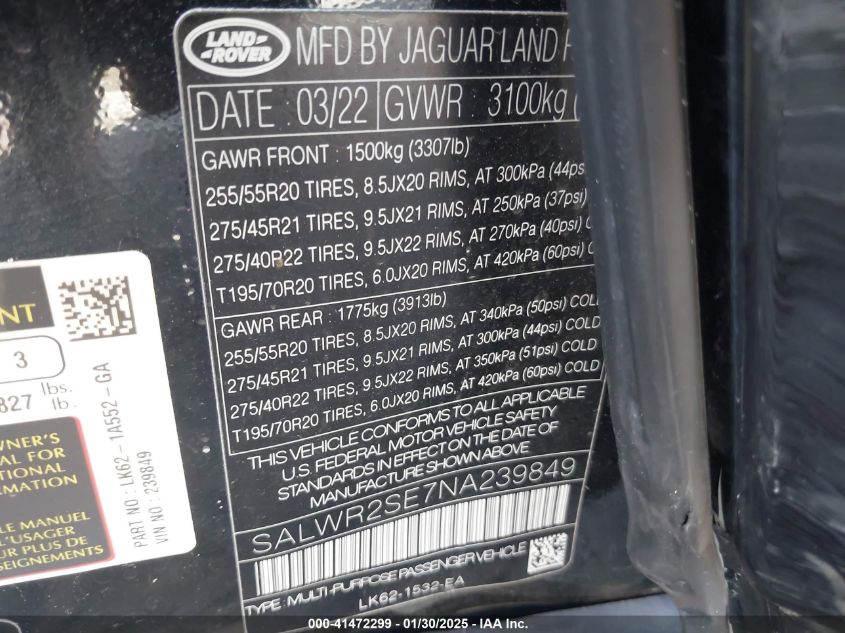 LAND ROVER
MFD BY JAGUAR LAND
DATE 03/22 GVWR : 3100kg
GAWR FRONT : 1500kg (3307lb)
255/55R20 TIRES, 8.5JX20 RIMS, AT 300kPa (44psi
275/45R21 TIRES, 9.5JX21 RIMS, AT 250kPa (37psi)
275/40R22 TIRES, 9.5JX22 RIMS, AT 270kPa (40psi)
T195/70R20 TIRES, 6.0JX20 RIMS, AT 420kPa (60psi)
GAWR REAR : 1775kg (3913lb)
255/55R20 TIRES, 8.5JX20 RIMS, AT 340kPa (50psi) COLD
275/45R21 TIRES, 9.5JX21 RIMS, AT 300kPa (44psi) COLD
275/40R22 TIRES, 9.5JX22 RIMS, AT 350kPa (51psi) COLD
T195/70R20 TIRES, 6.0JX20 RIMS, AT 420kPa (60psi) COLD
THIS VEHICLE CONFORMS TO ALL APPLICABLE
U.S. FEDERAL MOTOR VEHICLE SAFETY
STANDARDS IN EFFECT ON THE DATE OF
MANUFACTURE SHOWN ABOVE
SALWR2SE7NA239849
TYPE: MULTI-PURPOSE PASSENGER VEHICLE
LK62-1532-EA
3
lbs.
827 lb.
OWNER'S
AL FOR
TIONAL
RMATION
LE MANUEL
L'USAGER
UR PLUS DE
EIGNEMENTS
PART NO : LK62-1A552-GA
VIN NO : 239849
000-41472299 - 01/30/2025 - IAA Inc.